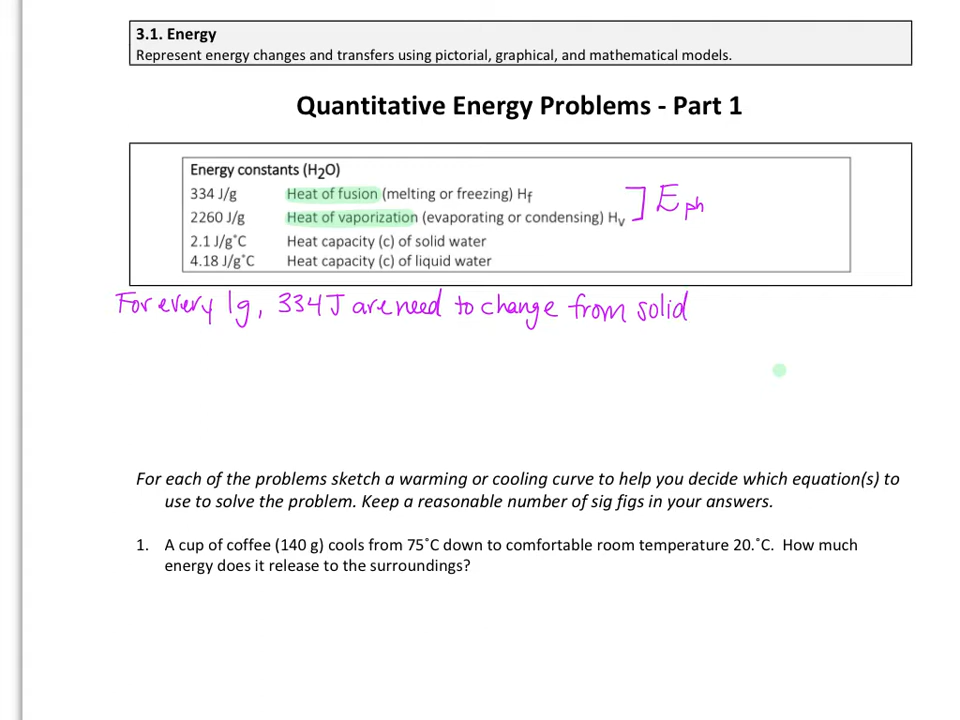 3.1. Energy
Represent energy changes and transfers using pictorial, graphical, and mathematical models.
Quantitative Energy Problems - Part 1
Energy constants (H₂O)
334 J/g Heat of fusion (melting or freezing) Hf
2260 J/g Heat of vaporization (evaporating or condensing) Hv
] Eph
2.1 J/g˚C Heat capacity (c) of solid water
4.18 J/g˚C Heat capacity (c) of liquid water
For every 1g, 334J are need to change from solid
For each of the problems sketch a warming or cooling curve to help you decide which equation(s) to
use to solve the problem. Keep a reasonable number of sig figs in your answers.
1. A cup of coffee (140 g) cools from 75˚C down to comfortable room temperature 20.˚C. How much
energy does it release to the surroundings?